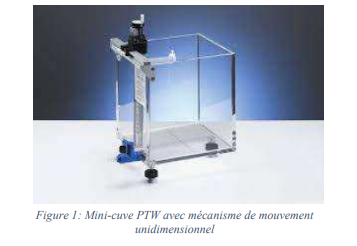 Figure 1: Mini-cuve PTW avec mécanisme de mouvement
unidimensionnel